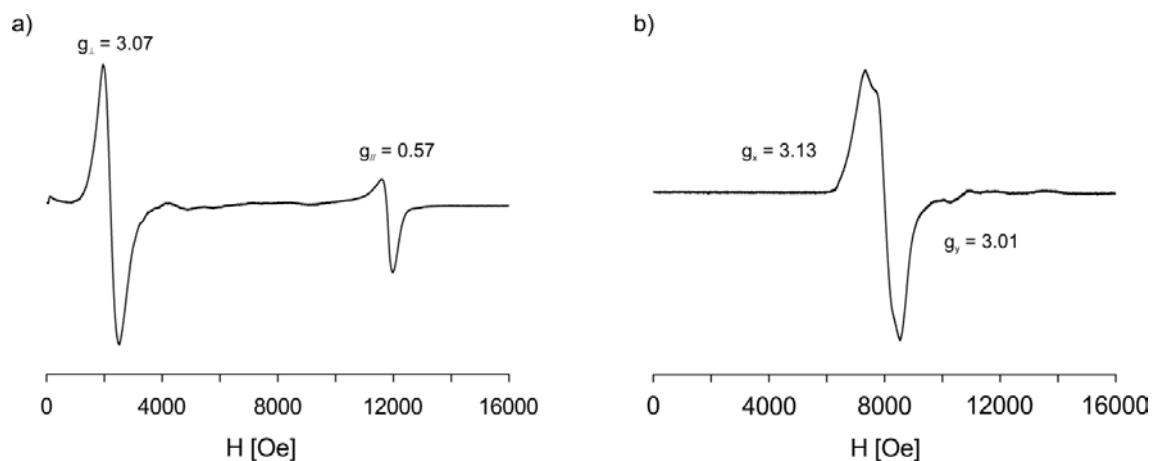 a)
g⊥ = 3.07
g// = 0.57
0 4000 8000 12000 16000
H [Oe]
b)
gx = 3.13
gy = 3.01
0 4000 8000 12000 16000
H [Oe]